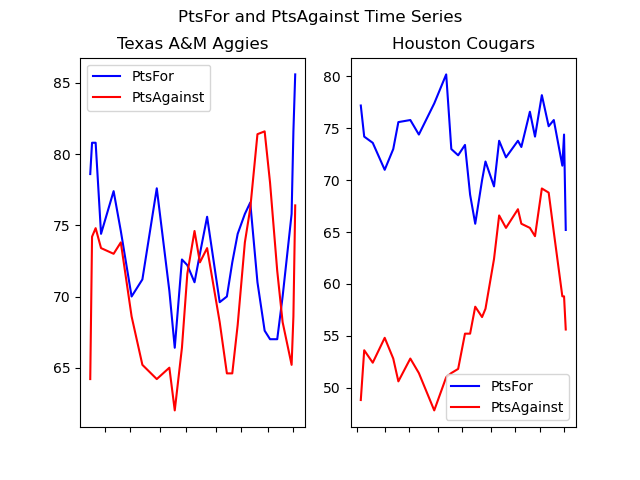 PtsFor and PtsAgainst Time Series
Texas A&M Aggies
PtsFor
PtsAgainst
85
80
75
70
65
Houston Cougars
80
75
70
65
60
55
50
PtsFor
PtsAgainst